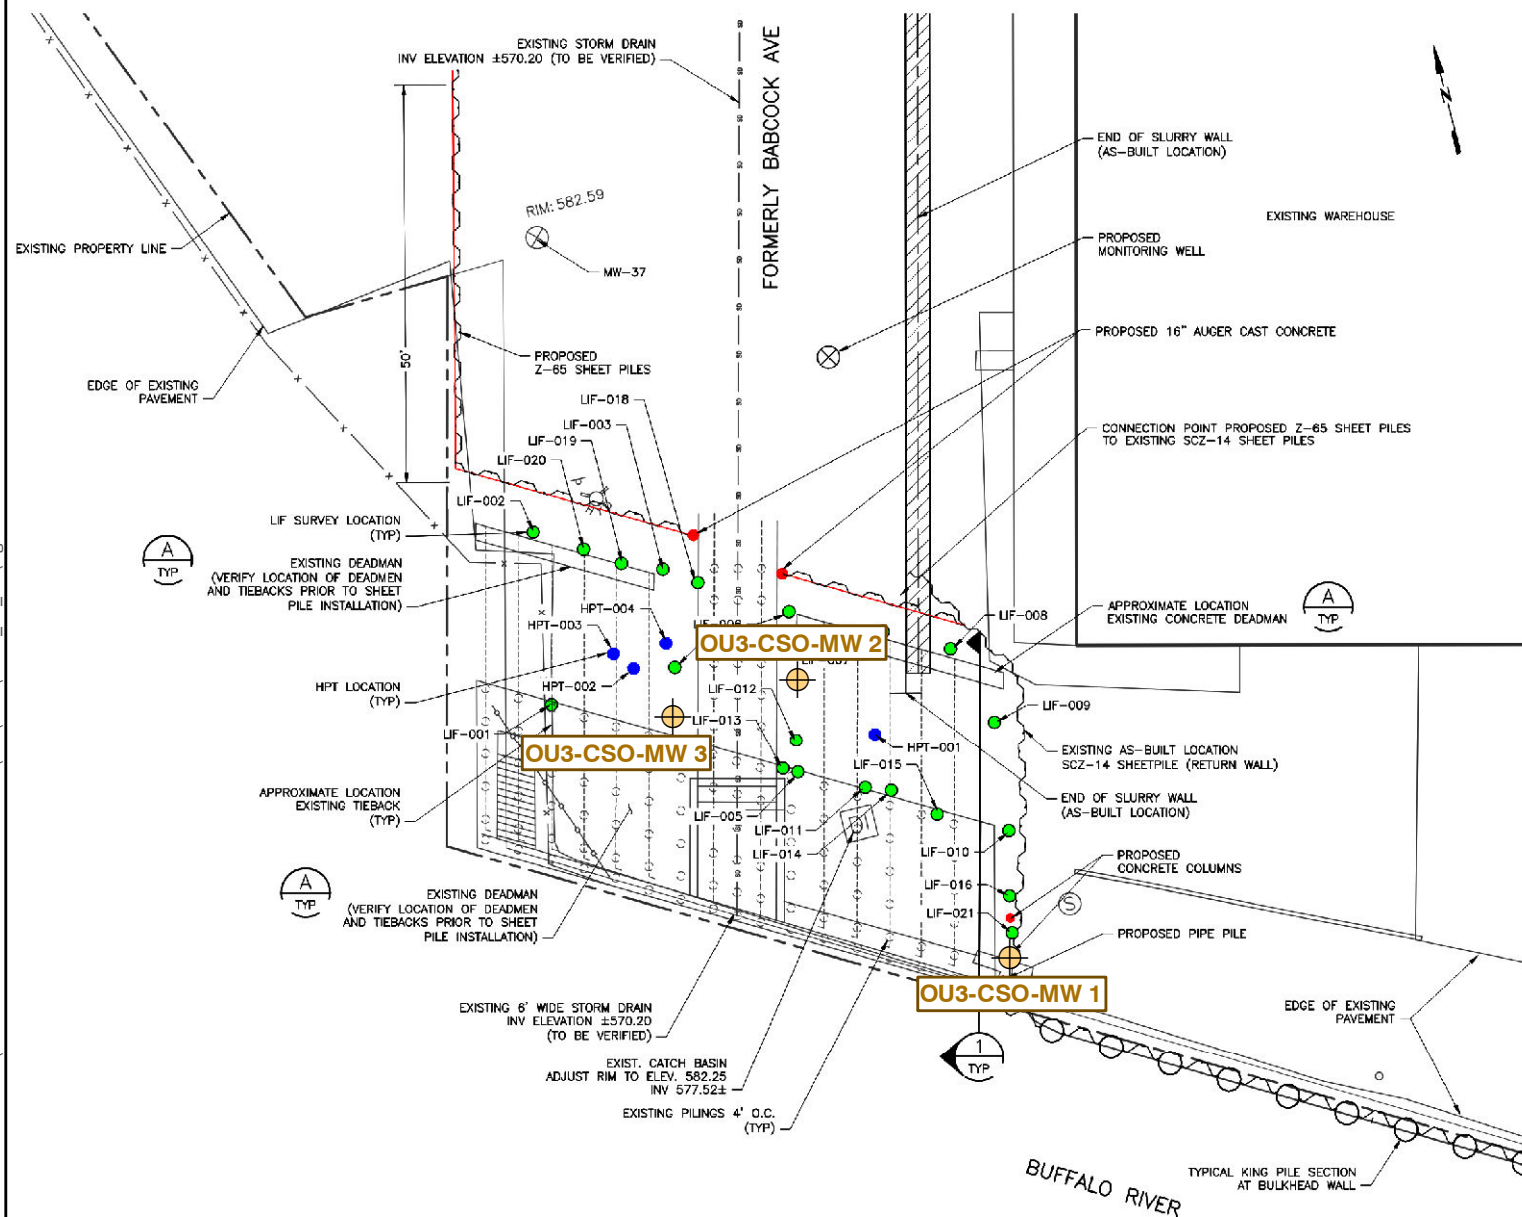 EXISTING STORM DRAIN
INV ELEVATION ±570.20 (TO BE VERIFIED)
FORMERLY BABCOCK AVE
N
END OF SLURRY WALL
(AS-BUILT LOCATION)
EXISTING WAREHOUSE
RIM: 582.59
EXISTING PROPERTY LINE
PROPOSED
MONITORING WELL
MW-37
PROPOSED 16" AUGER CAST CONCRETE
50'
PROPOSED
Z-65 SHEET PILES
EDGE OF EXISTING
PAVEMENT
LIF-018
LIF-003
LIF-019
LIF-020
CONNECTION POINT PROPOSED Z-65 SHEET PILES
TO EXISTING SCZ-14 SHEET PILES
LIF-002
LIF SURVEY LOCATION
(TYP)
A
TYP
EXISTING DEADMAN
(VERIFY LOCATION OF DEADMEN
AND TIEBACKS PRIOR TO SHEET
PILE INSTALLATION)
HPT-004
HPT-003
LIF-008
APPROXIMATE LOCATION
EXISTING CONCRETE DEADMAN
A
TYP
OU3-CSO-MW 2
HPT-002
HPT LOCATION
(TYP)
LIF-012
LIF-013
LIF-009
LIF-001
OU3-CSO-MW 3
HPT-001
LIF-015
EXISTING AS-BUILT LOCATION
SCZ-14 SHEETPILE (RETURN WALL)
APPROXIMATE LOCATION
EXISTING TIEBACK
(TYP)
END OF SLURRY WALL
(AS-BUILT LOCATION)
LIF-005
LIF-011
LIF-014
LIF-010
PROPOSED
CONCRETE COLUMNS
A
TYP
LIF-016
LIF-021
S
EXISTING DEADMAN
(VERIFY LOCATION OF DEADMEN
AND TIEBACKS PRIOR TO SHEET
PILE INSTALLATION)
PROPOSED PIPE PILE
OU3-CSO-MW 1
EXISTING 6' WIDE STORM DRAIN
INV ELEVATION ±570.20
(TO BE VERIFIED)
EDGE OF EXISTING
PAVEMENT
1
TYP
EXIST. CATCH BASIN
ADJUST RIM TO ELEV. 582.25
INV 577.52±
EXISTING PILINGS 4' O.C.
(TYP)
BUFFALO RIVER
TYPICAL KING PILE SECTION
AT BULKHEAD WALL